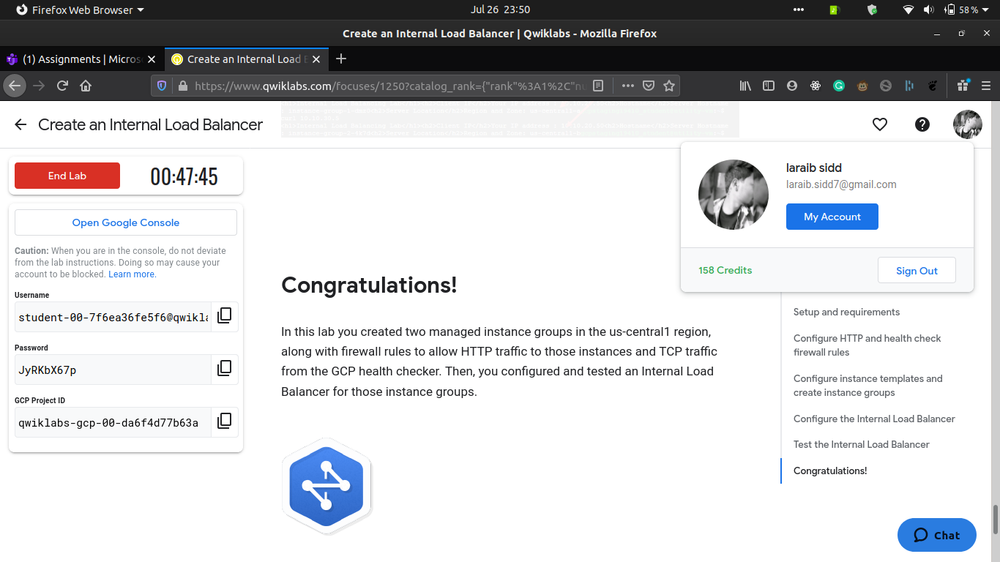 Firefox Web Browser
Jul 26 23:50
58 %
Create an Internal Load Balancer | Qwiklabs - Mozilla Firefox
(1) Assignments | Micros
Create an Internal Load B
https://www.qwiklabs.com/focuses/1250?catalog_rank={"rank"%3A1%2C"nu
Create an Internal Load Balancer
End Lab
00:47:45
Open Google Console
Caution: When you are in the console, do not deviate
from the lab instructions. Doing so may cause your
account to be blocked. Learn more.
Username
student-00-7f6ea36fe5f6@qwikla
Password
JyRKbX67p
GCP Project ID
qwiklabs-gcp-00-da6f4d77b63a
Congratulations!
In this lab you created two managed instance groups in the us-central1 region,
along with firewall rules to allow HTTP traffic to those instances and TCP traffic
from the GCP health checker. Then, you configured and tested an Internal Load
Balancer for those instance groups.
laraib sidd
laraib.sidd7@gmail.com
My Account
158 Credits
Sign Out
Setup and requirements
Configure HTTP and health check
firewall rules
Configure instance templates and
create instance groups
Configure the Internal Load Balancer
Test the Internal Load Balancer
Congratulations!
Chat